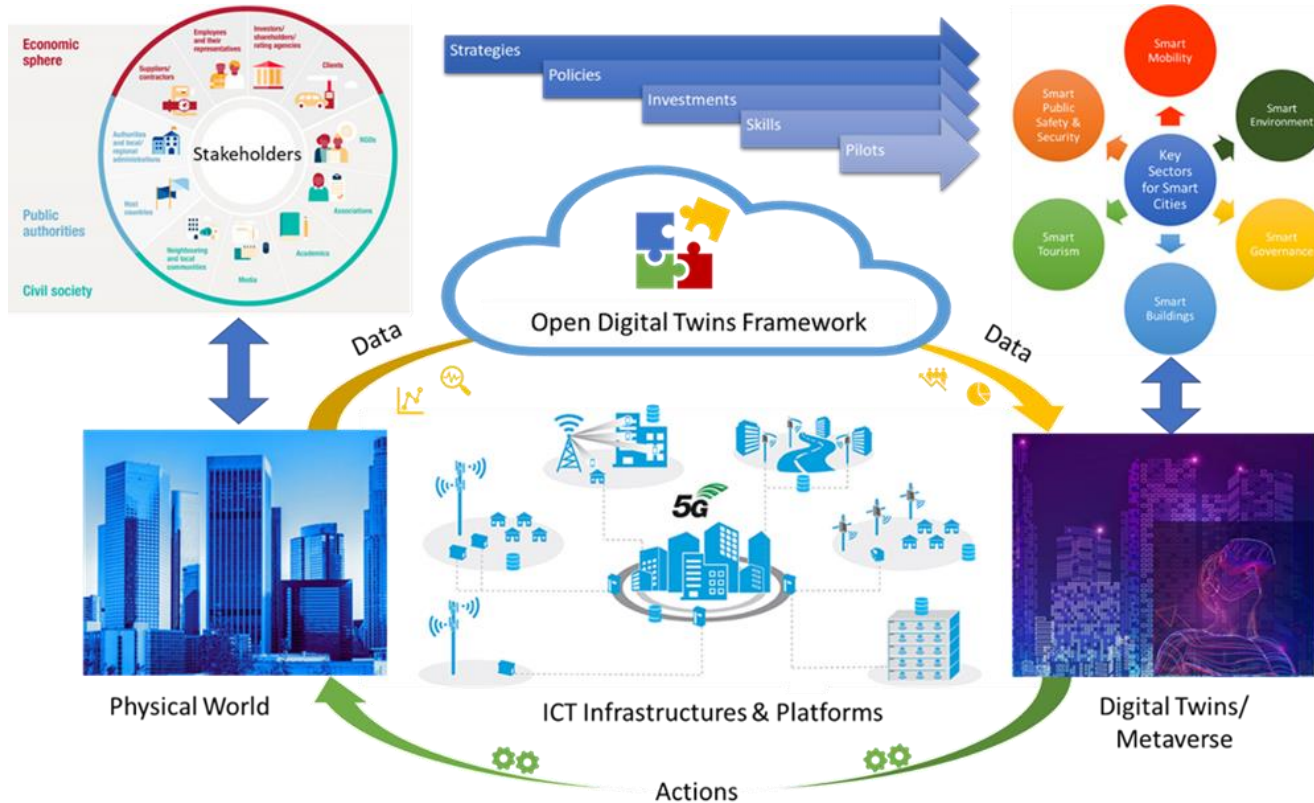 Economic
sphere
Public
authorities
Civil society
Employees
and their
representatives
Investors/
shareholders/
rating agencies
Suppliers/
contractors
Clients
Authorities
and local/
regional
administrations
NGOs
Stakeholders
Host
countries
Associations
Neighbouring
and local
communities
Media
Academica
Strategies
Policies
Investments
Skills
Pilots
Smart
Mobility
Smart
Public
Safety &
Security
Smart
Environment
Key
Sectors
for Smart
Cities
Smart
Tourism
Smart
Governance
Smart
Buildings
Open Digital Twins Framework
Data
Data
5G
Physical World
ICT Infrastructures & Platforms
Digital Twins/
Metaverse
Actions